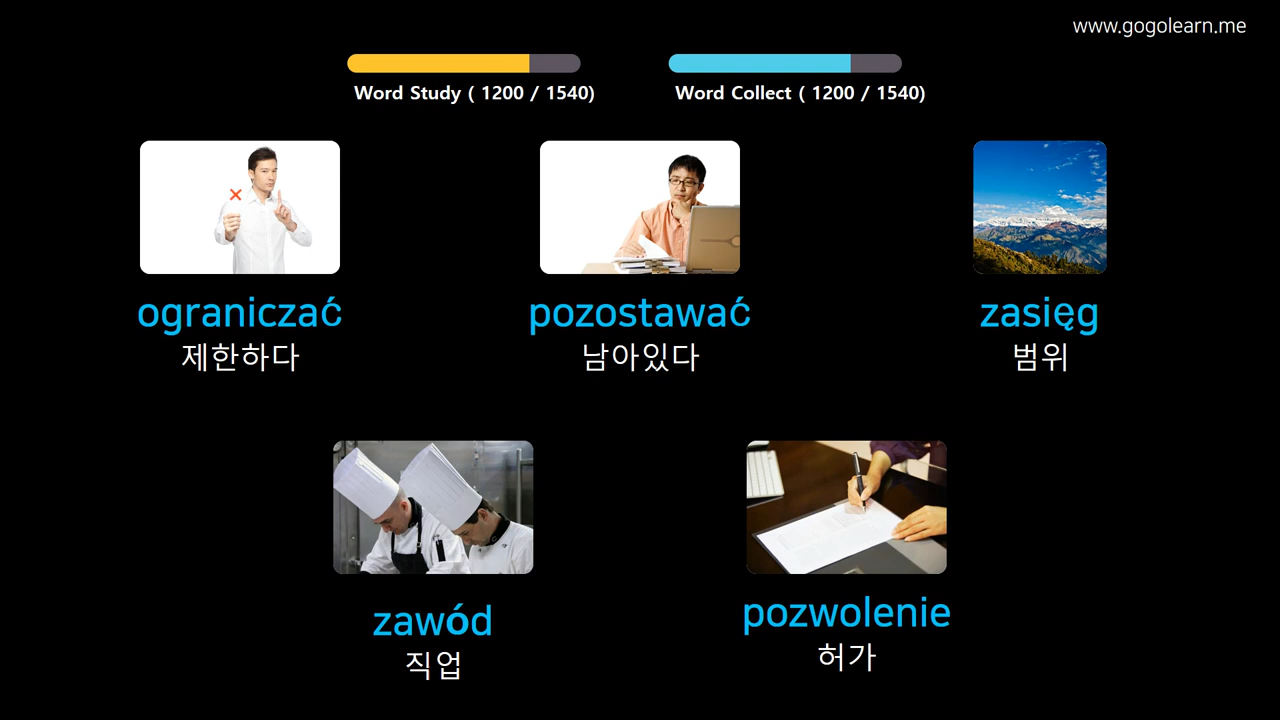 www.gogolearn.me
Word Study ( 1200 / 1540)
Word Collect ( 1200 / 1540)
ograniczać
제한하다
pozostawać
남아있다
zasięg
범위
zawód
직업
pozwolenie
허가